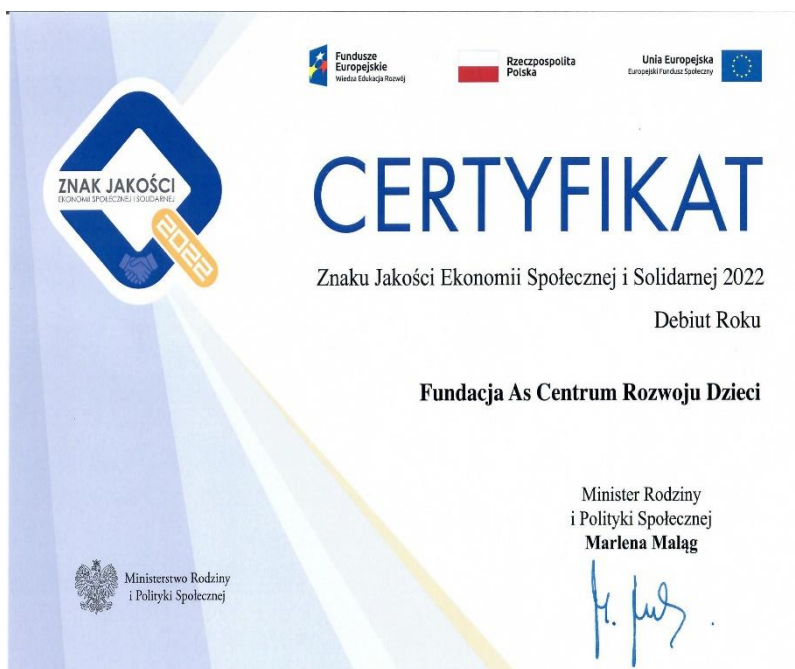 Fundusze
Europejskie
Wiedza Edukacja Rozwój
Rzeczpospolita
Polska
Unia Europejska
Europejski Fundusz Społeczny
ZNAK JAKOŚCI
EKONOMII SPOŁECZNEJ I SOLIDARNEJ
2022
CERTYFIKAT
Znaku Jakości Ekonomii Społecznej i Solidarnej 2022
Debiut Roku
Fundacja As Centrum Rozwoju Dzieci
Minister Rodziny
i Polityki Społecznej
Marlena Maląg
Ministerstwo Rodziny
i Polityki Społecznej